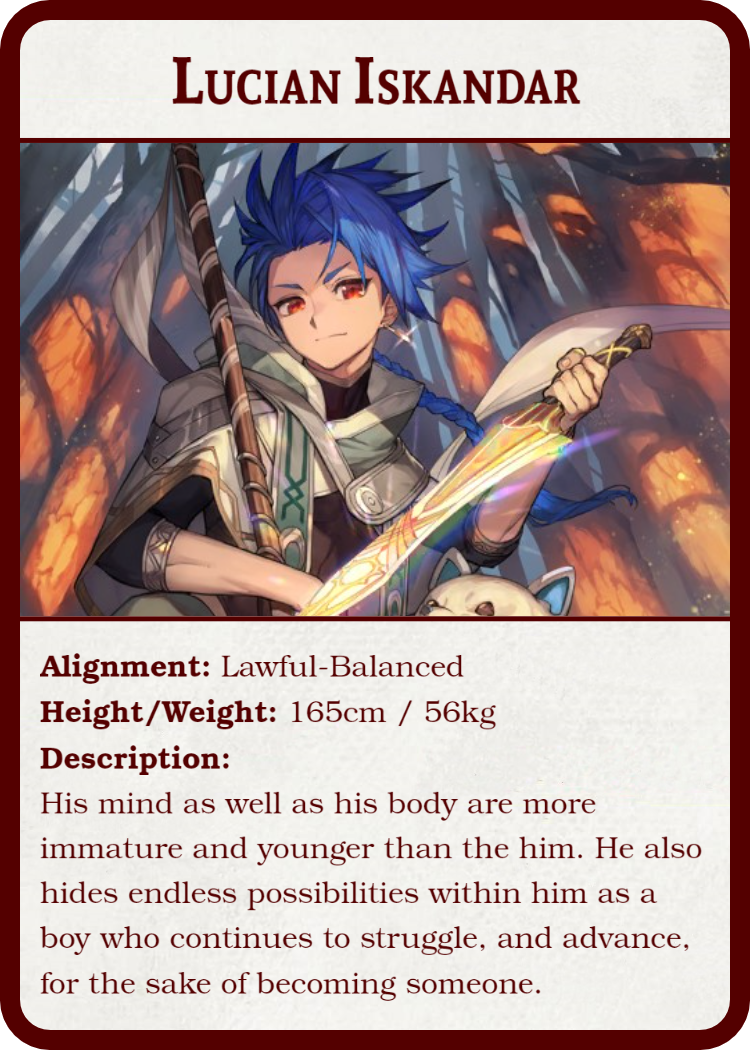 Lucian Iskandar
Alignment: Lawful-Balanced
Height/Weight: 165cm / 56kg
Description:
His mind as well as his body are more
immature and younger than the him. He also
hides endless possibilities within him as a
boy who continues to struggle, and advance,
for the sake of becoming someone.